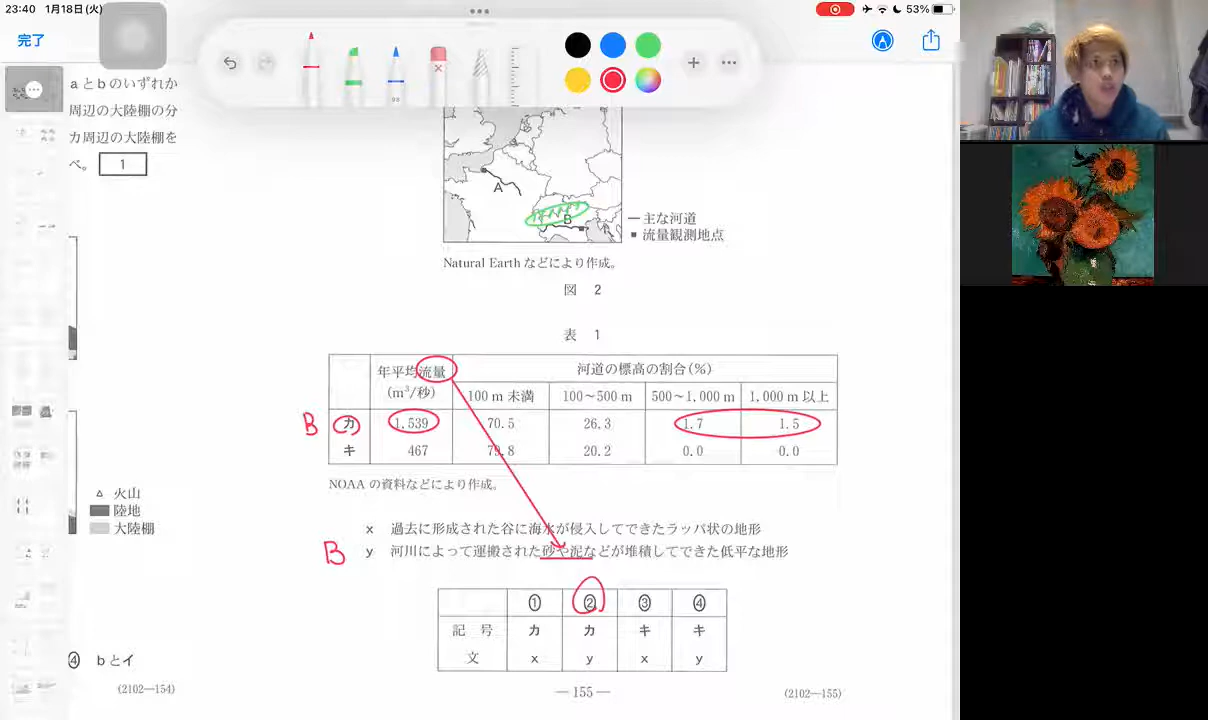 23:40 1月18日(火)
53%
完了
98
aとbのいずれか
周辺の大陸棚の分
カ周辺の大陸棚を
べ。 1
A
B
主な河道
流量観測地点
Natural Earth などにより作成。
図 2
表 1
年平均流量
(m³/秒)
河道の標高の割合(%)
100 m 未満
100〜500 m
500〜1,000 m
1,000 m 以上
B
カ 1,539 70.5 26.3 1.7 1.5
キ 467 79.8 20.2 0.0 0.0
NOAA の資料などにより作成。
△ 火山
陸地
大陸棚
x 過去に形成された谷に海水が侵入してできたラッパ状の地形
B
y 河川によって運搬された砂や泥などが堆積してできた低平な地形
① ② ③ ④
記 号 カ カ キ キ
文 x y x y
④ bとイ
(2102―154)
― 155 ―
(2102―155)